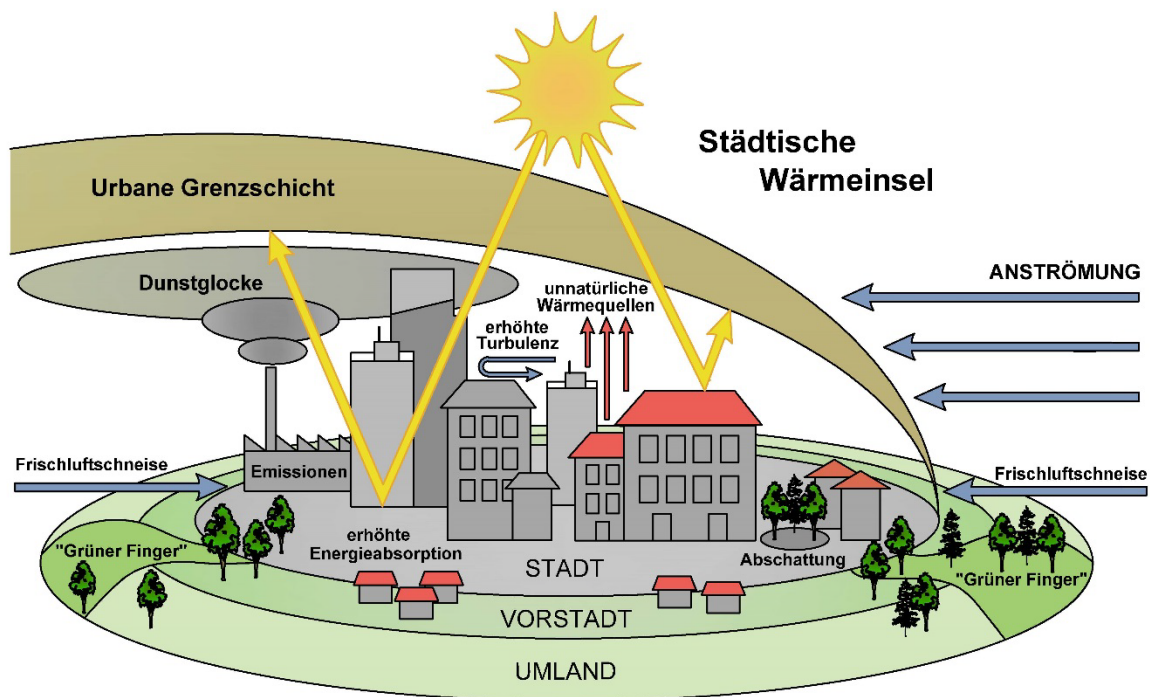 Städtische
Wärmeinsel
Urbane Grenzschicht
Dunstglocke
ANSTRÖMUNG
unnatürliche
Wärmequellen
erhöhte
Turbulenz
Frischluftschneise
Emissionen
Frischluftschneise
"Grüner Finger"
erhöhte
Energieabsorption
Abschattung
"Grüner Finger"
STADT
VORSTADT
UMLAND